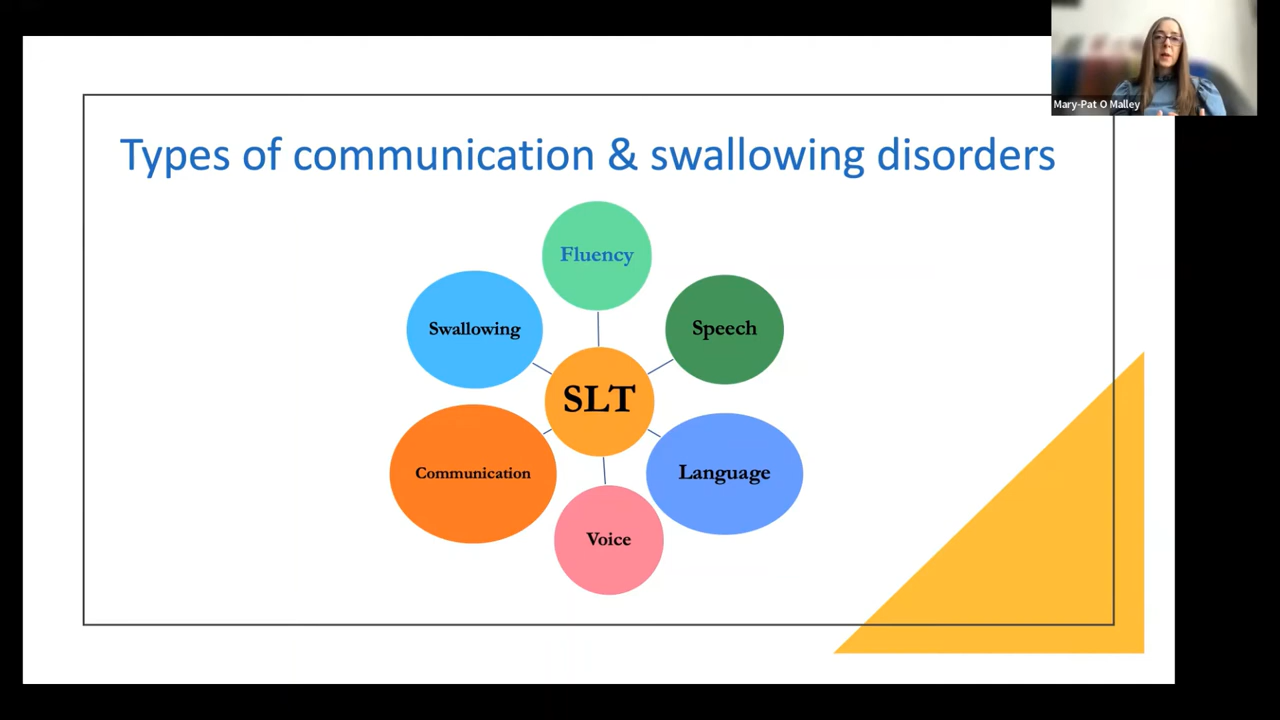 Mary-Pat O Malley
Types of communication & swallowing disorders
Fluency
Swallowing
Speech
SLT
Communication
Language
Voice